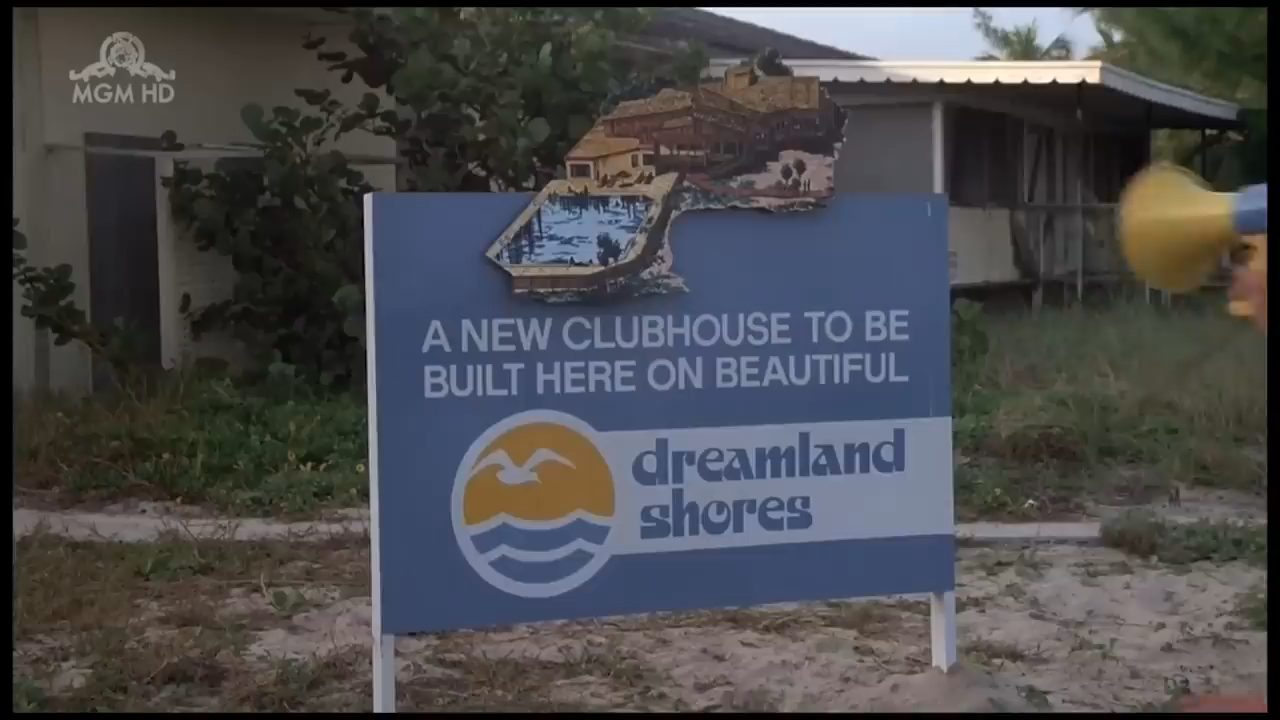 MGM HD
A NEW CLUBHOUSE TO BE
BUILT HERE ON BEAUTIFUL
dreamland
shores